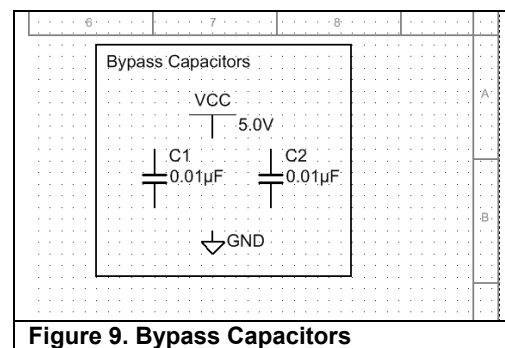 6 7 8
Bypass Capacitors
A
VCC
5.0V
C1 C2
0.01µF 0.01µF
B
GND
Figure 9. Bypass Capacitors